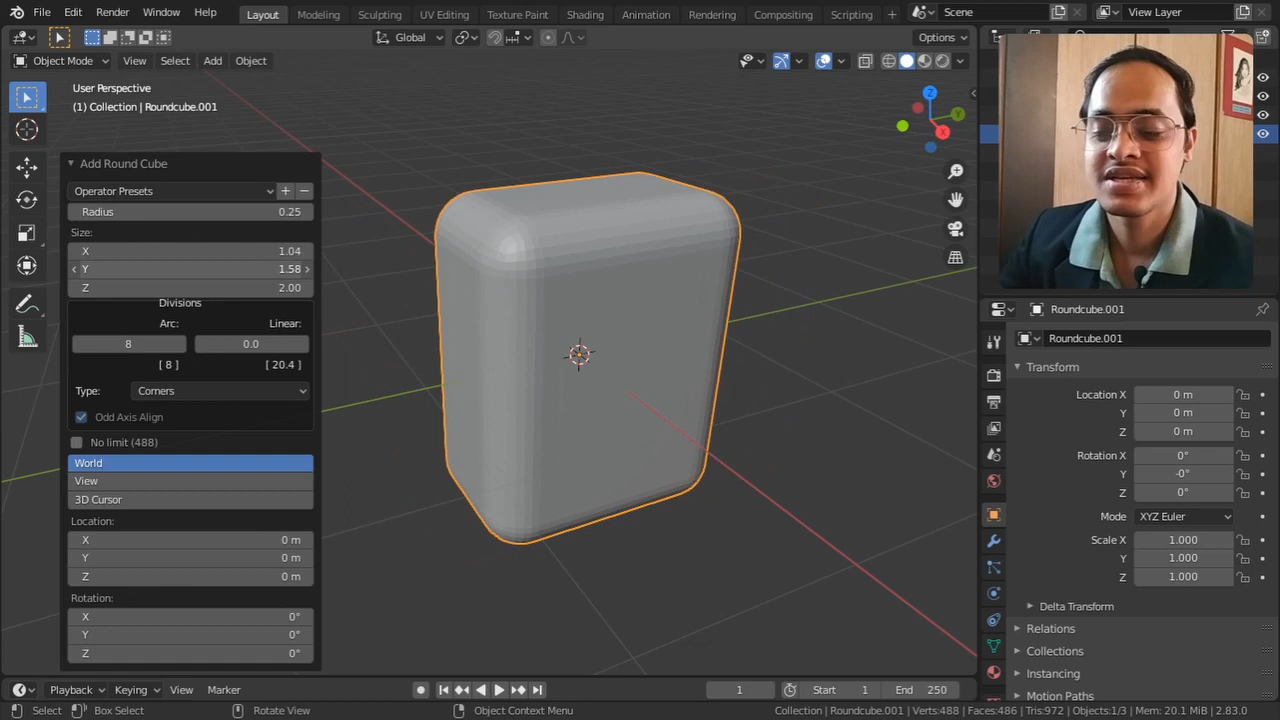 File Edit Render Window Help Layout Modeling Sculpting UV Editing Texture Paint Shading Animation Rendering Compositing Scripting + Scene View Layer
Global Options
Object Mode View Select Add Object
User Perspective
(1) Collection | Roundcube.001
Z
Y
X
Add Round Cube
Operator Presets
Radius 0.25
Size:
X 1.04
Y 1.58
Z 2.00
Divisions
Arc: Linear:
8 0.0
[ 8 ] [ 20.4 ]
Type: Corners
Odd Axis Align
No limit (488)
World
View
3D Cursor
Location:
X 0 m
Y 0 m
Z 0 m
Rotation:
X 0°
Y 0°
Z 0°
Roundcube.001
Roundcube.001
Transform
Location X 0 m
Y 0 m
Z 0 m
Rotation X 0°
Y -0°
Z 0°
Mode XYZ Euler
Scale X 1.000
Y 1.000
Z 1.000
Delta Transform
Relations
Collections
Instancing
Motion Paths
Playback Keying View Marker 1 Start 1 End 250
Select Box Select Rotate View Object Context Menu Collection | Roundcube.001 | Verts:488 | Faces:486 | Tris:972 | Objects:1/3 | Mem: 20.1 MiB | 2.83.0